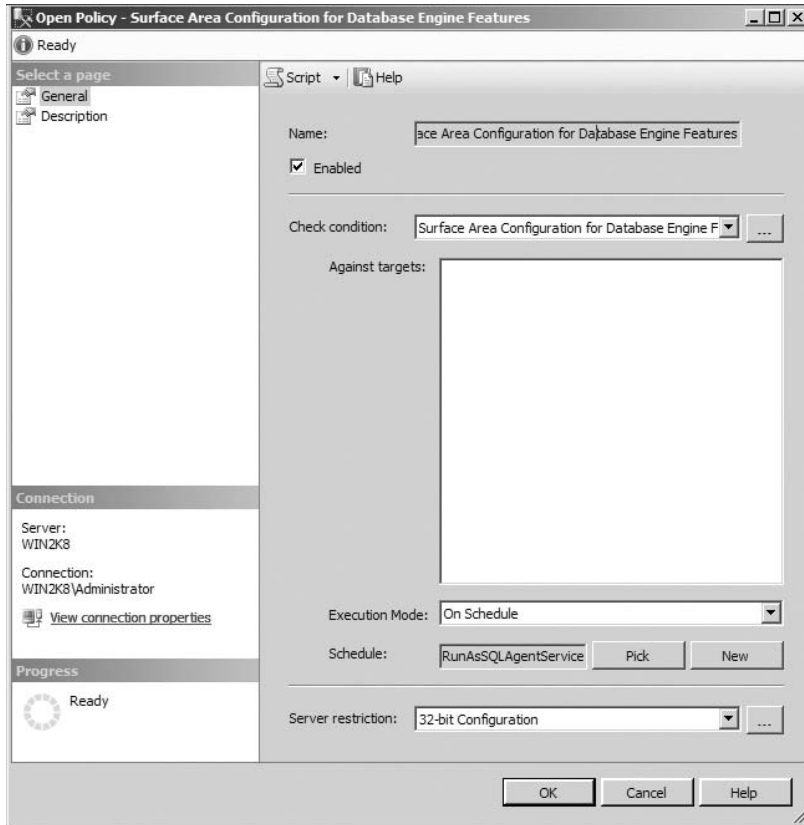 Open Policy - Surface Area Configuration for Database Engine Features
Ready
Select a page
General
Description
Script
Help
Name:
ace Area Configuration for Database Engine Features
Enabled
Check condition:
Surface Area Configuration for Database Engine F
...
Against targets:
Execution Mode:
On Schedule
Schedule:
RunAsSQLAgentService
Pick
New
Server restriction:
32-bit Configuration
...
Connection
Server:
WIN2K8
Connection:
WIN2K8\Administrator
View connection properties
Progress
Ready
OK
Cancel
Help